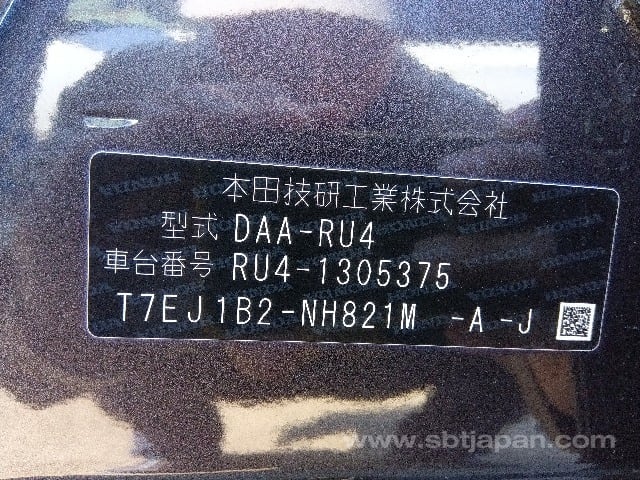 本田技研工業株式会社
型式 DAA-RU4
車台番号 RU4-1305375
T7EJ1B2-NH821M -A -J
www.sbtjapan.com